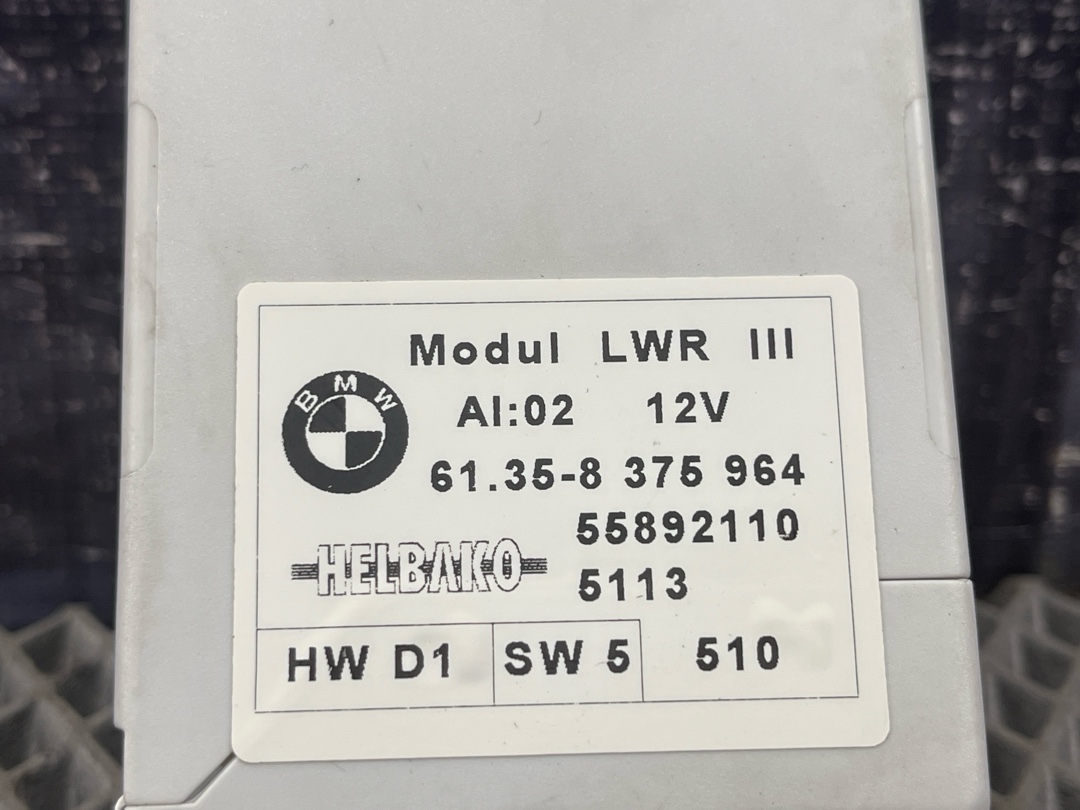 Modul LWR III
BMW
AI:02 12V
61.35-8 375 964
55892110
HELBAKO
5113
HW D1 SW 5 510